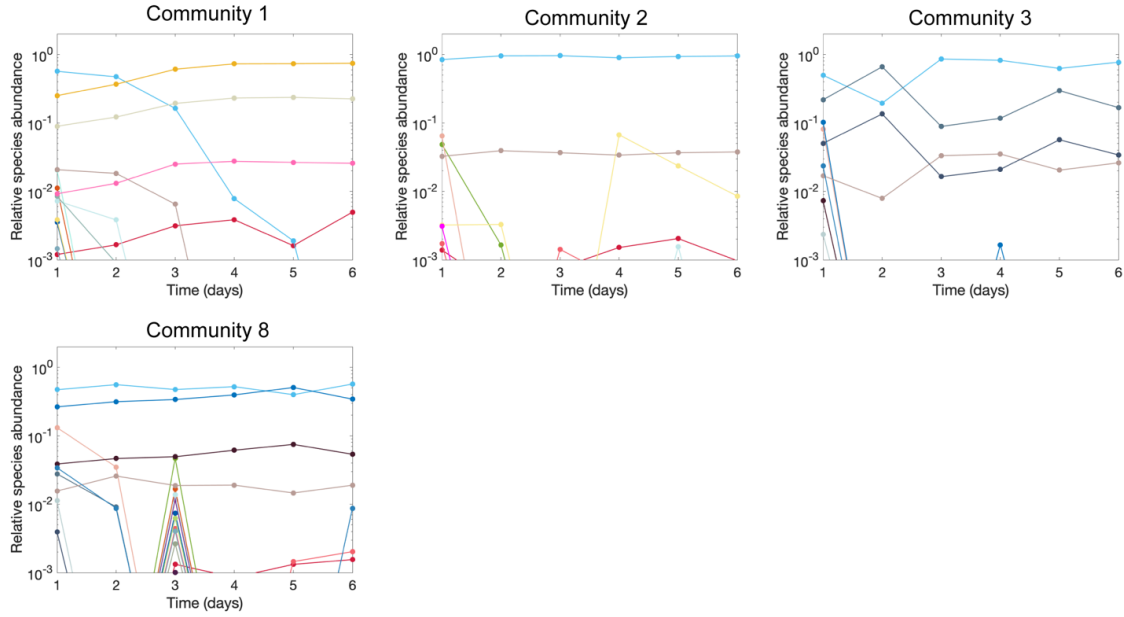 Community 1
Relative species abundance
10^0
10^-1
10^-2
10^-3
1 2 3 4 5 6
Time (days)
Community 2
Relative species abundance
10^0
10^-1
10^-2
10^-3
1 2 3 4 5 6
Time (days)
Community 3
Relative species abundance
10^0
10^-1
10^-2
10^-3
1 2 3 4 5 6
Time (days)
Community 8
Relative species abundance
10^0
10^-1
10^-2
10^-3
1 2 3 4 5 6
Time (days)